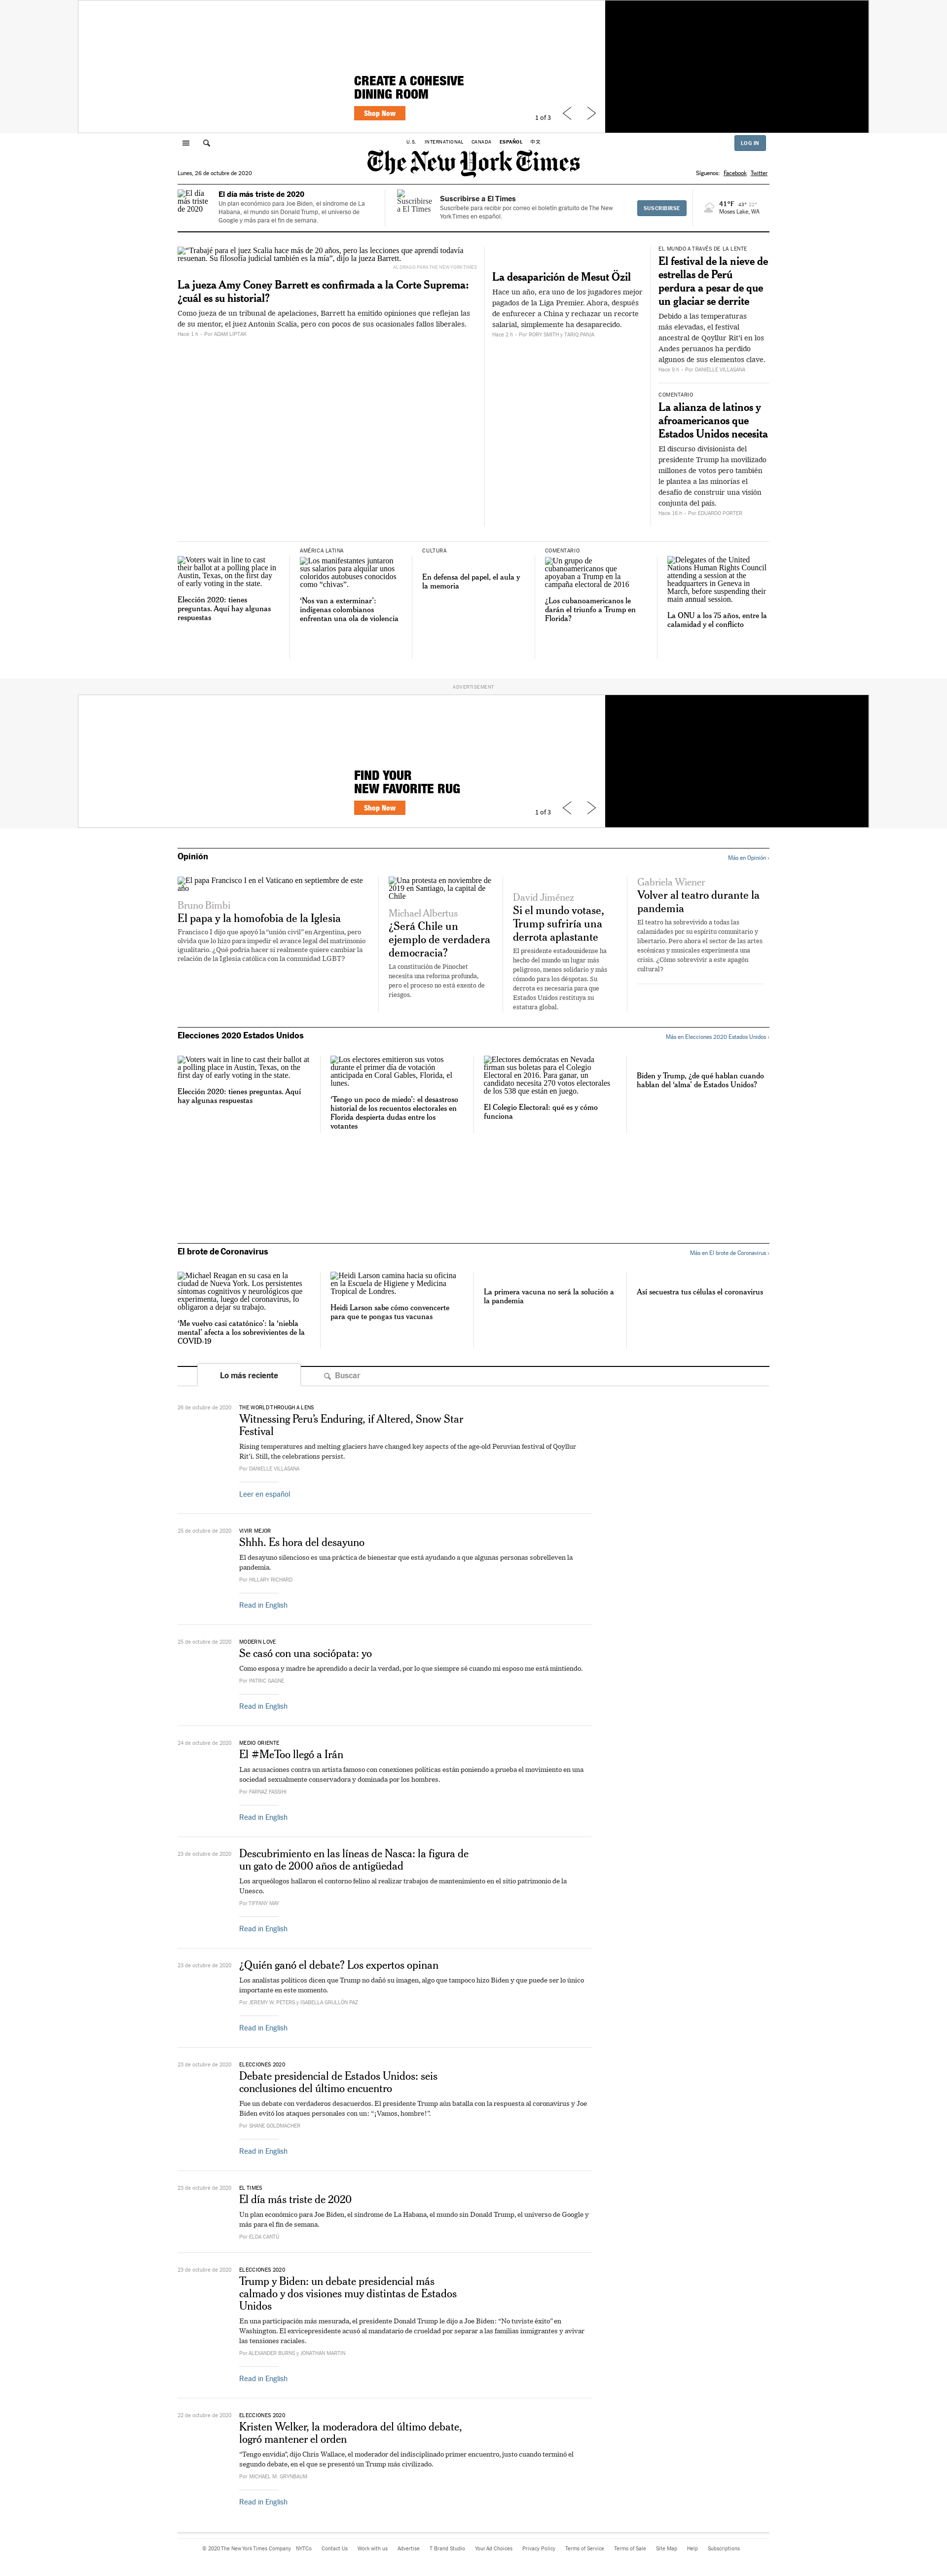 CREATE A COHESIVE
DINING ROOM
Shop Now
1 of 3
U.S. INTERNATIONAL CANADA ESPAÑOL 中文
LOG IN
The New York Times
Lunes, 26 de octubre de 2020
Síguenos: Facebook Twitter
El día más triste de 2020
El día más triste de 2020
Un plan económico para Joe Biden, el síndrome de La
Habana, el mundo sin Donald Trump, el universo de
Google y más para el fin de semana.
Suscribirse a El Times
Suscribirse a El Times
Suscríbete para recibir por correo el boletín gratuito de The New
York Times en español.
SUSCRIBIRSE
41°F 43° 21°
Moses Lake, WA
“Trabajé para el juez Scalia hace más de 20 años, pero las lecciones que aprendí todavía
resuenan. Su filosofía judicial también es la mía”, dijo la jueza Barrett.
AL DRAGO PARA THE NEW YORK TIMES
La jueza Amy Coney Barrett es confirmada a la Corte Suprema:
¿cuál es su historial?
Como jueza de un tribunal de apelaciones, Barrett ha emitido opiniones que reflejan las
de su mentor, el juez Antonin Scalia, pero con pocos de sus ocasionales fallos liberales.
Hace 1 h - Por ADAM LIPTAK
La desaparición de Mesut Özil
Hace un año, era uno de los jugadores mejor
pagados de la Liga Premier. Ahora, después
de enfurecer a China y rechazar un recorte
salarial, simplemente ha desaparecido.
Hace 2 h - Por RORY SMITH y TARIQ PANJA
EL MUNDO A TRAVÉS DE LA LENTE
El festival de la nieve de
estrellas de Perú
perdura a pesar de que
un glaciar se derrite
Debido a las temperaturas
más elevadas, el festival
ancestral de Qoyllur Rit'i en los
Andes peruanos ha perdido
algunos de sus elementos clave.
Hace 9 h - Por DANIELLE VILLASANA
COMENTARIO
La alianza de latinos y
afroamericanos que
Estados Unidos necesita
El discurso divisionista del
presidente Trump ha movilizado
millones de votos pero también
le plantea a las minorías el
desafío de construir una visión
conjunta del país.
Hace 16 h - Por EDUARDO PORTER
Voters wait in line to cast
their ballot at a polling place in
Austin, Texas, on the first day
of early voting in the state.
Elección 2020: tienes
preguntas. Aquí hay algunas
respuestas
AMÉRICA LATINA
Los manifestantes juntaron
sus salarios para alquilar unos
coloridos autobuses conocidos
como “chivas”.
‘Nos van a exterminar’:
indígenas colombianos
enfrentan una ola de violencia
CULTURA
En defensa del papel, el aula y
la memoria
COMENTARIO
Un grupo de
cubanoamericanos que
apoyaban a Trump en la
campaña electoral de 2016
¿Los cubanoamericanos le
darán el triunfo a Trump en
Florida?
Delegates of the United
Nations Human Rights Council
attending a session at the
headquarters in Geneva in
March, before suspending their
main annual session.
La ONU a los 75 años, entre la
calamidad y el conflicto
ADVERTISEMENT
FIND YOUR
NEW FAVORITE RUG
Shop Now
1 of 3
Opinión
Más en Opinión ›
El papa Francisco I en el Vaticano en septiembre de este
año
Bruno Bimbi
El papa y la homofobia de la Iglesia
Francisco I dijo que apoyó la “unión civil” en Argentina, pero
olvida que lo hizo para impedir el avance legal del matrimonio
igualitario. ¿Qué podría hacer si realmente quiere cambiar la
relación de la Iglesia católica con la comunidad LGBT?
Una protesta en noviembre de
2019 en Santiago, la capital de
Chile
Michael Albertus
¿Será Chile un
ejemplo de verdadera
democracia?
La constitución de Pinochet
necesita una reforma profunda,
pero el proceso no está exento de
riesgos.
David Jiménez
Si el mundo votase,
Trump sufriría una
derrota aplastante
El presidente estadounidense ha
hecho del mundo un lugar más
peligroso, menos solidario y más
cómodo para los déspotas. Su
derrota es necesaria para que
Estados Unidos restituya su
estatura global.
Gabriela Wiener
Volver al teatro durante la
pandemia
El teatro ha sobrevivido a todas las
calamidades por su espíritu comunitario y
libertario. Pero ahora el sector de las artes
escénicas y musicales experimenta una
crisis. ¿Cómo sobrevivir a este apagón
cultural?
Elecciones 2020 Estados Unidos
Más en Elecciones 2020 Estados Unidos ›
Voters wait in line to cast their ballot at
a polling place in Austin, Texas, on the
first day of early voting in the state.
Elección 2020: tienes preguntas. Aquí
hay algunas respuestas
Los electores emitieron sus votos
durante el primer día de votación
anticipada en Coral Gables, Florida, el
lunes.
‘Tengo un poco de miedo’: el desastroso
historial de los recuentos electorales en
Florida despierta dudas entre los
votantes
Electores demócratas en Nevada
firman sus boletas para el Colegio
Electoral en 2016. Para ganar, un
candidato necesita 270 votos electorales
de los 538 que están en juego.
El Colegio Electoral: qué es y cómo
funciona
Biden y Trump, ¿de qué hablan cuando
hablan del ‘alma’ de Estados Unidos?
El brote de Coronavirus
Más en El brote de Coronavirus ›
Michael Reagan en su casa en la
ciudad de Nueva York. Los persistentes
síntomas cognitivos y neurológicos que
experimenta, luego del coronavirus, lo
obligaron a dejar su trabajo.
‘Me vuelvo casi catatónico’: la ‘niebla
mental’ afecta a los sobrevivientes de la
COVID-19
Heidi Larson camina hacia su oficina
en la Escuela de Higiene y Medicina
Tropical de Londres.
Heidi Larson sabe cómo convencerte
para que te pongas tus vacunas
La primera vacuna no será la solución a
la pandemia
Así secuestra tus células el coronavirus
Lo más reciente
Buscar
26 de octubre de 2020
THE WORLD THROUGH A LENS
Witnessing Peru’s Enduring, if Altered, Snow Star
Festival
Rising temperatures and melting glaciers have changed key aspects of the age-old Peruvian festival of Qoyllur
Rit’i. Still, the celebrations persist.
Por DANIELLE VILLASANA
Leer en español
25 de octubre de 2020
VIVIR MEJOR
Shhh. Es hora del desayuno
El desayuno silencioso es una práctica de bienestar que está ayudando a que algunas personas sobrelleven la
pandemia.
Por HILLARY RICHARD
Read in English
25 de octubre de 2020
MODERN LOVE
Se casó con una sociópata: yo
Como esposa y madre he aprendido a decir la verdad, por lo que siempre sé cuando mi esposo me está mintiendo.
Por PATRIC GAGNE
Read in English
24 de octubre de 2020
MEDIO ORIENTE
El #MeToo llegó a Irán
Las acusaciones contra un artista famoso con conexiones políticas están poniendo a prueba el movimiento en una
sociedad sexualmente conservadora y dominada por los hombres.
Por FARNAZ FASSIHI
Read in English
23 de octubre de 2020
Descubrimiento en las líneas de Nasca: la figura de
un gato de 2000 años de antigüedad
Los arqueólogos hallaron el contorno felino al realizar trabajos de mantenimiento en el sitio patrimonio de la
Unesco.
Por TIFFANY MAY
Read in English
23 de octubre de 2020
¿Quién ganó el debate? Los expertos opinan
Los analistas políticos dicen que Trump no dañó su imagen, algo que tampoco hizo Biden y que puede ser lo único
importante en este momento.
Por JEREMY W. PETERS y ISABELLA GRULLÓN PAZ
Read in English
23 de octubre de 2020
ELECCIONES 2020
Debate presidencial de Estados Unidos: seis
conclusiones del último encuentro
Fue un debate con verdaderos desacuerdos. El presidente Trump aún batalla con la respuesta al coronavirus y Joe
Biden evitó los ataques personales con un: “¡Vamos, hombre!”.
Por SHANE GOLDMACHER
Read in English
23 de octubre de 2020
EL TIMES
El día más triste de 2020
Un plan económico para Joe Biden, el síndrome de La Habana, el mundo sin Donald Trump, el universo de Google y
más para el fin de semana.
Por ELDA CANTÚ
23 de octubre de 2020
ELECCIONES 2020
Trump y Biden: un debate presidencial más
calmado y dos visiones muy distintas de Estados
Unidos
En una participación más mesurada, el presidente Donald Trump le dijo a Joe Biden: “No tuviste éxito” en
Washington. El exvicepresidente acusó al mandatario de crueldad por separar a las familias inmigrantes y avivar
las tensiones raciales.
Por ALEXANDER BURNS y JONATHAN MARTIN
Read in English
22 de octubre de 2020
ELECCIONES 2020
Kristen Welker, la moderadora del último debate,
logró mantener el orden
“Tengo envidia”, dijo Chris Wallace, el moderador del indisciplinado primer encuentro, justo cuando terminó el
segundo debate, en el que se presentó un Trump más civilizado.
Por MICHAEL M. GRYNBAUM
Read in English
© 2020 The New York Times Company NYTCo Contact Us Work with us Advertise T Brand Studio Your Ad Choices Privacy Policy Terms of Service Terms of Sale Site Map Help Subscriptions